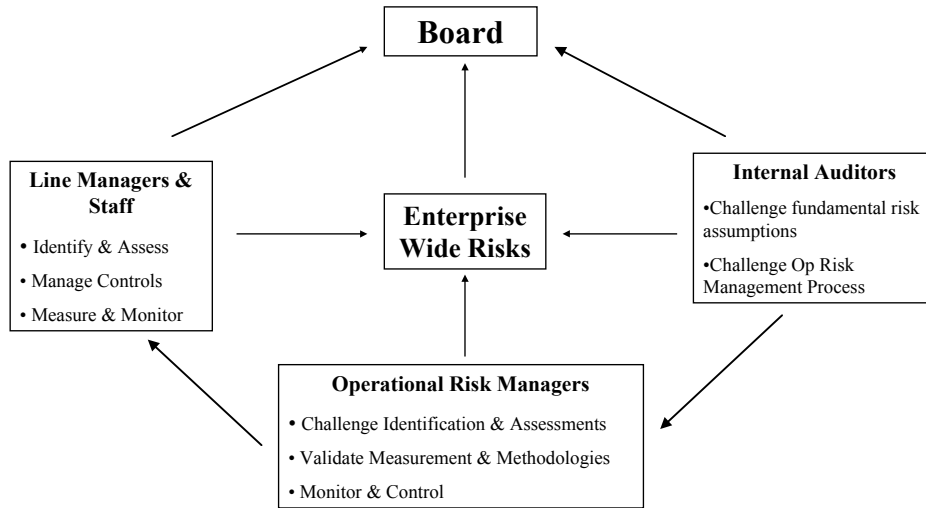 Board
Line Managers &
Staff
• Identify & Assess
• Manage Controls
• Measure & Monitor
Enterprise
Wide Risks
Internal Auditors
•Challenge fundamental risk
assumptions
•Challenge Op Risk
Management Process
Operational Risk Managers
• Challenge Identification & Assessments
• Validate Measurement & Methodologies
• Monitor & Control